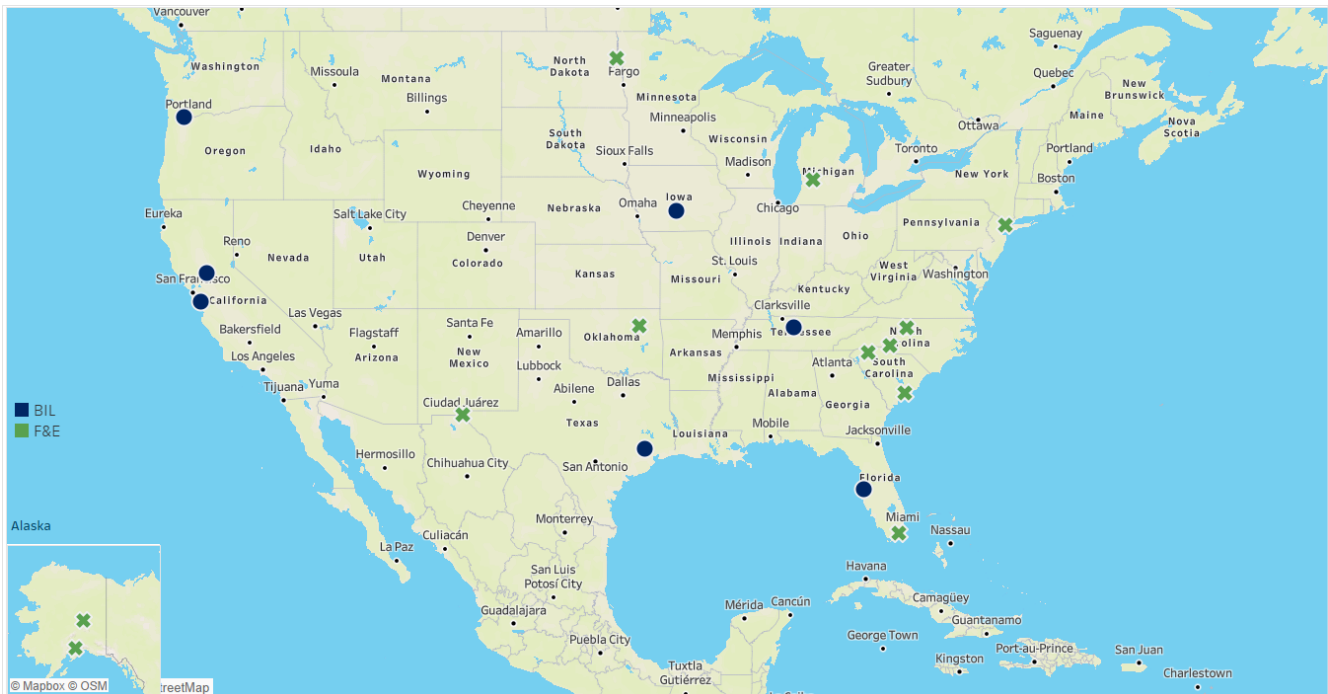 Vancouver
Washington
Missoula
Montana
Billings
North
Dakota
Fargo
Minnesota
Minneapolis
Greater
Sudbury
Saguenay
Quebec
New
Brunswick
Maine
Nova
Scotia
Portland
Oregon
Idaho
South
Dakota
Sioux Falls
Wisconsin
Madison
Michigan
Ottawa
Toronto
Portland
New York
Boston
Wyoming
Eureka
Salt Lake City
Cheyenne
Nebraska
Omaha
Iowa
Chicago
Pennsylvania
Reno
Nevada
Utah
Denver
Colorado
Illinois
Indiana
Ohio
San Francisco
California
Kansas
Missouri
St. Louis
West
Virginia
Washington
Kentucky
Las Vegas
Bakersfield
Flagstaff
Arizona
Santa Fe
New
Mexico
Amarillo
Oklahoma
Clarksville
Tennessee
Memphis
Arkansas
North
Carolina
Los Angeles
Lubbock
Atlanta
South
Carolina
Tijuana
Yuma
Abilene
Dallas
Mississippi
Alabama
Georgia
Ciudad Juárez
Texas
Louisiana
Mobile
Jacksonville
BIL
F&E
Hermosillo
Chihuahua City
San Antonio
Florida
Miami
Nassau
Alaska
Culiacán
La Paz
Monterrey
San Luis
Potosí City
Havana
Camagüey
Guantanamo
Guadalajara
Puebla City
Mérida
Cancún
George Town
Port-au-Prince
San Juan
Kingston
Charlestown
Tuxtla
Gutiérrez
© Mapbox © OSM
treetMap